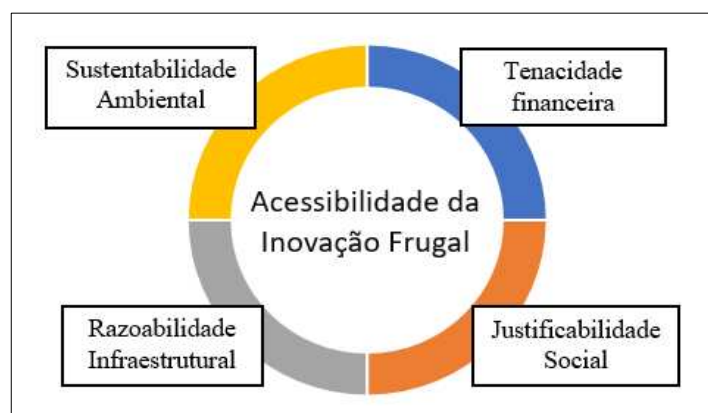 Sustentabilidade
Ambiental
Tenacidade
financeira
Acessibilidade da
Inovação Frugal
Razoabilidade
Infraestrutural
Justificabilidade
Social